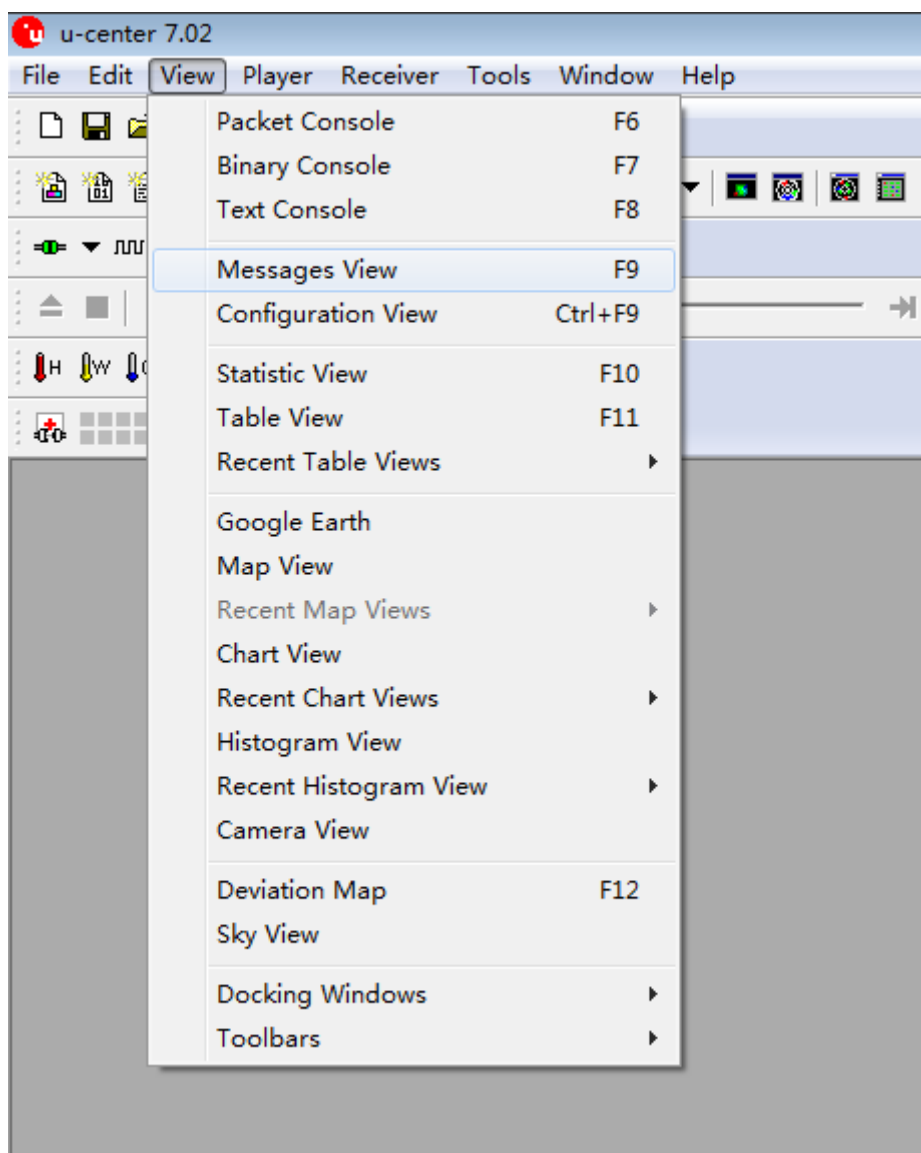 u-center 7.02
File Edit View Player Receiver Tools Window Help
Packet Console F6
Binary Console F7
Text Console F8
Messages View F9
Configuration View Ctrl+F9
Statistic View F10
Table View F11
Recent Table Views
Google Earth
Map View
Recent Map Views
Chart View
Recent Chart Views
Histogram View
Recent Histogram View
Camera View
Deviation Map F12
Sky View
Docking Windows
Toolbars